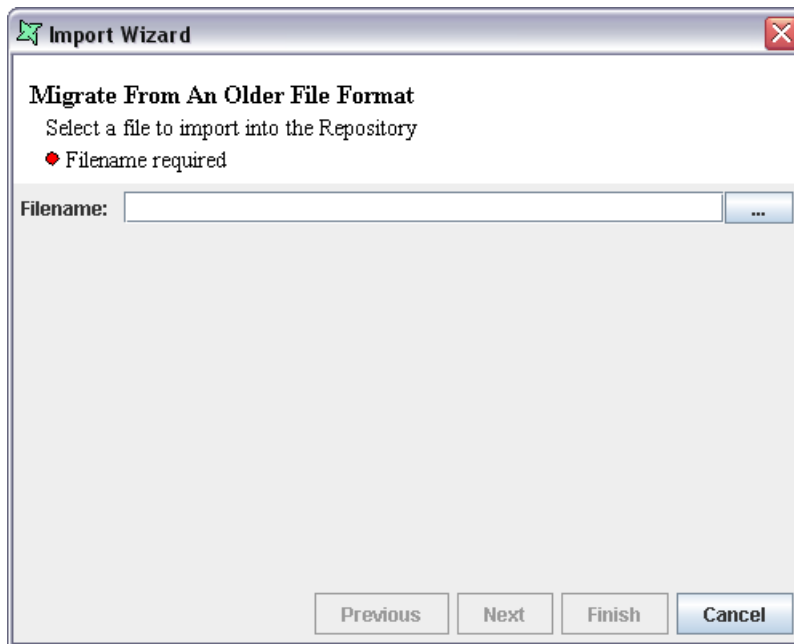 Import Wizard
Migrate From An Older File Format
Select a file to import into the Repository
Filename required
Filename: ...
Previous Next Finish Cancel